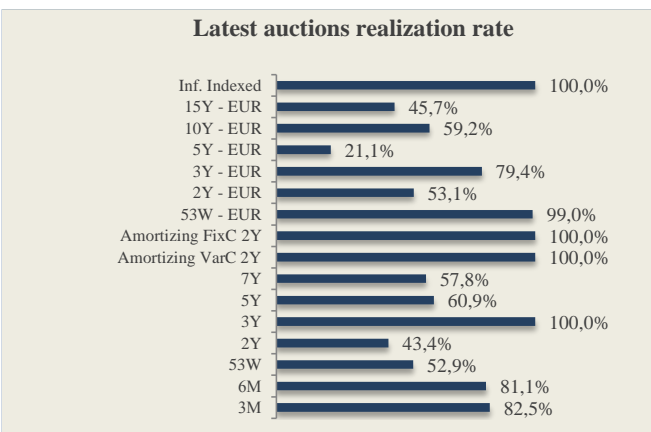 Latest auctions realization rate
Inf. Indexed 100,0%
15Y - EUR 45,7%
10Y - EUR 59,2%
5Y - EUR 21,1%
3Y - EUR 79,4%
2Y - EUR 53,1%
53W - EUR 99,0%
Amortizing FixC 2Y 100,0%
Amortizing VarC 2Y 100,0%
7Y 57,8%
5Y 60,9%
3Y 100,0%
2Y 43,4%
53W 52,9%
6M 81,1%
3M 82,5%